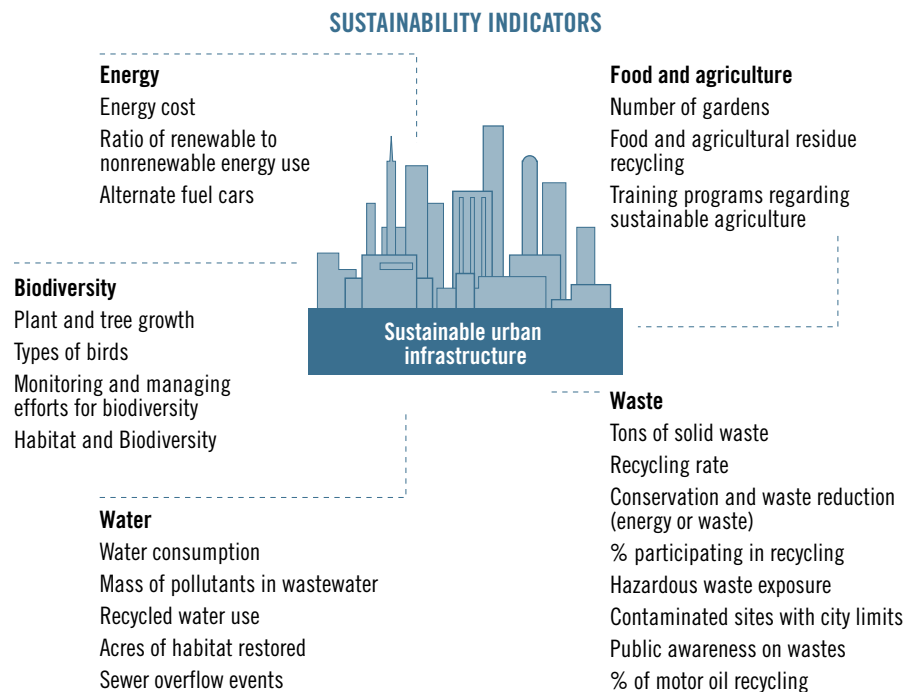 SUSTAINABILITY INDICATORS
Energy
Energy cost
Ratio of renewable to
nonrenewable energy use
Alternate fuel cars
Food and agriculture
Number of gardens
Food and agricultural residue
recycling
Training programs regarding
sustainable agriculture
Biodiversity
Plant and tree growth
Types of birds
Monitoring and managing
efforts for biodiversity
Habitat and Biodiversity
Sustainable urban
infrastructure
Waste
Tons of solid waste
Recycling rate
Conservation and waste reduction
(energy or waste)
% participating in recycling
Hazardous waste exposure
Contaminated sites with city limits
Public awareness on wastes
% of motor oil recycling
Water
Water consumption
Mass of pollutants in wastewater
Recycled water use
Acres of habitat restored
Sewer overflow events